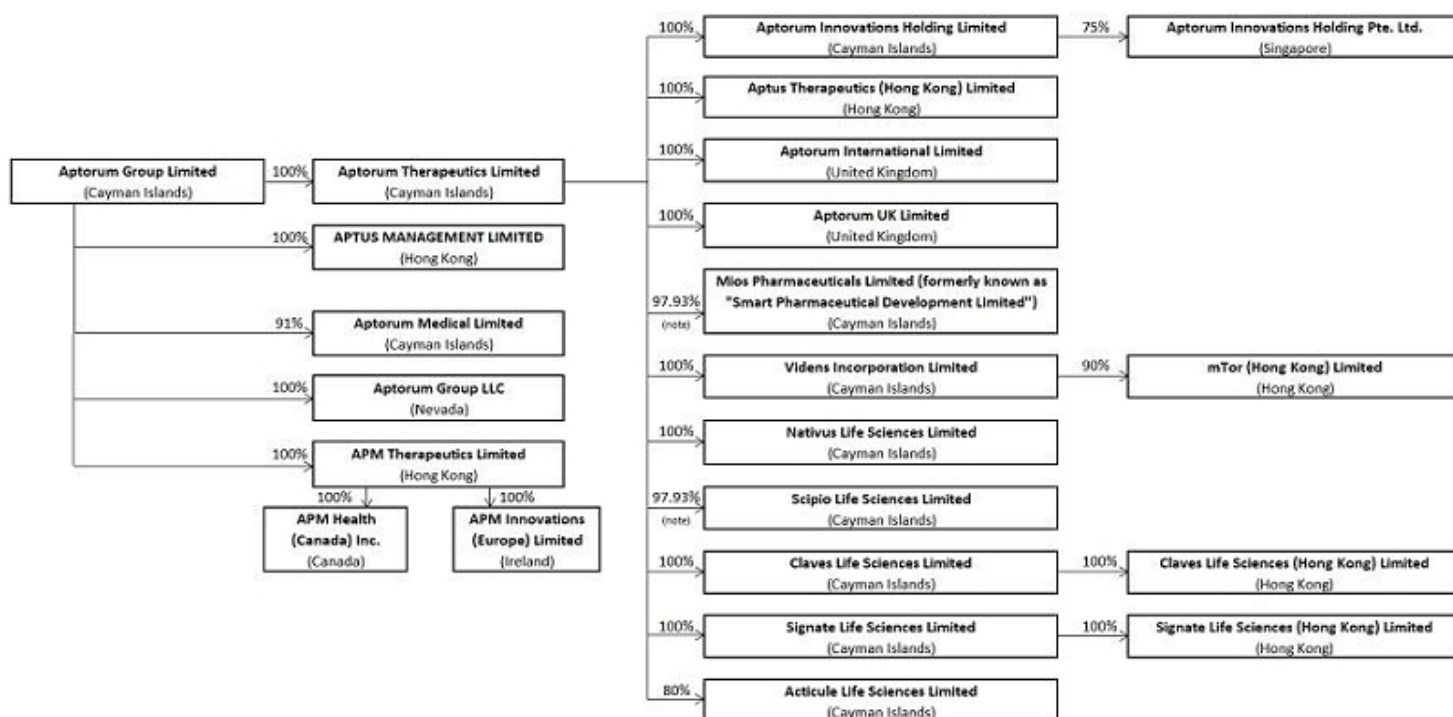 100%
Aptorum Innovations Holding Limited
(Cayman Islands)
75%
Aptorum Innovations Holding Pte. Ltd.
(Singapore)
100%
Aptus Therapeutics (Hong Kong) Limited
(Hong Kong)
Aptorum Group Limited
(Cayman Islands)
100%
Aptorum Therapeutics Limited
(Cayman Islands)
100%
Aptorum International Limited
(United Kingdom)
100%
APTUS MANAGEMENT LIMITED
(Hong Kong)
100%
Aptorum UK Limited
(United Kingdom)
91%
Aptorum Medical Limited
(Cayman Islands)
97.93%
(note)
Mios Pharmaceuticals Limited (formerly known as
"Smart Pharmaceutical Development Limited")
(Cayman Islands)
100%
Aptorum Group LLC
(Nevada)
100%
Videns Incorporation Limited
(Cayman Islands)
90%
mTor (Hong Kong) Limited
(Hong Kong)
100%
APM Therapeutics Limited
(Hong Kong)
100%
Nativus Life Sciences Limited
(Cayman Islands)
100%
100%
APM Health
(Canada) Inc.
(Canada)
APM Innovations
(Europe) Limited
(Ireland)
97.93%
(note)
Scipio Life Sciences Limited
(Cayman Islands)
100%
Claves Life Sciences Limited
(Cayman Islands)
100%
Claves Life Sciences (Hong Kong) Limited
(Hong Kong)
100%
Signate Life Sciences Limited
(Cayman Islands)
100%
Signate Life Sciences (Hong Kong) Limited
(Hong Kong)
80%
Acticule Life Sciences Limited
(Cayman Islands)